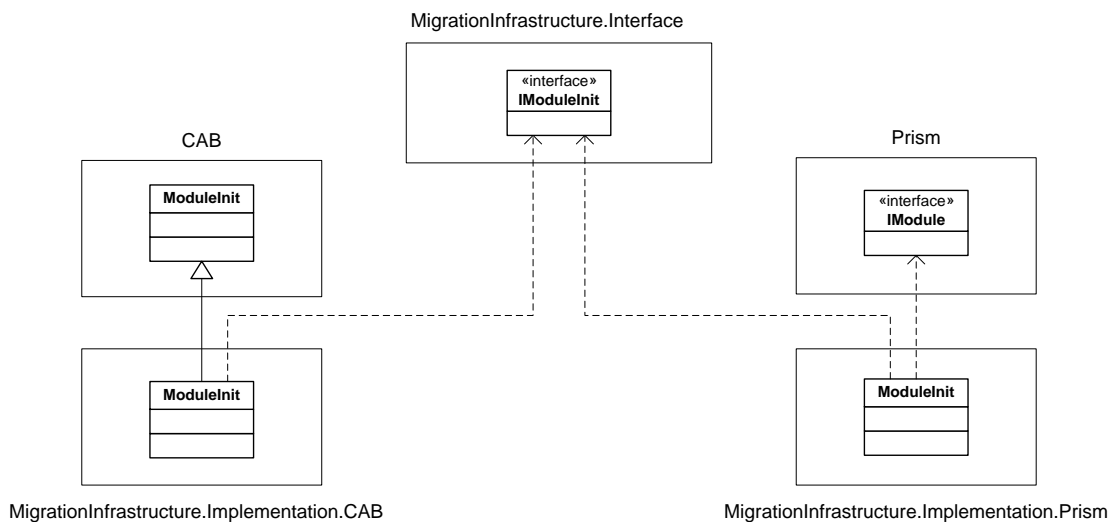 MigrationInfrastructure.Interface
«interface»
IModuleInit
CAB
ModuleInit
Prism
«interface»
IModule
ModuleInit
MigrationInfrastructure.Implementation.CAB
ModuleInit
MigrationInfrastructure.Implementation.Prism